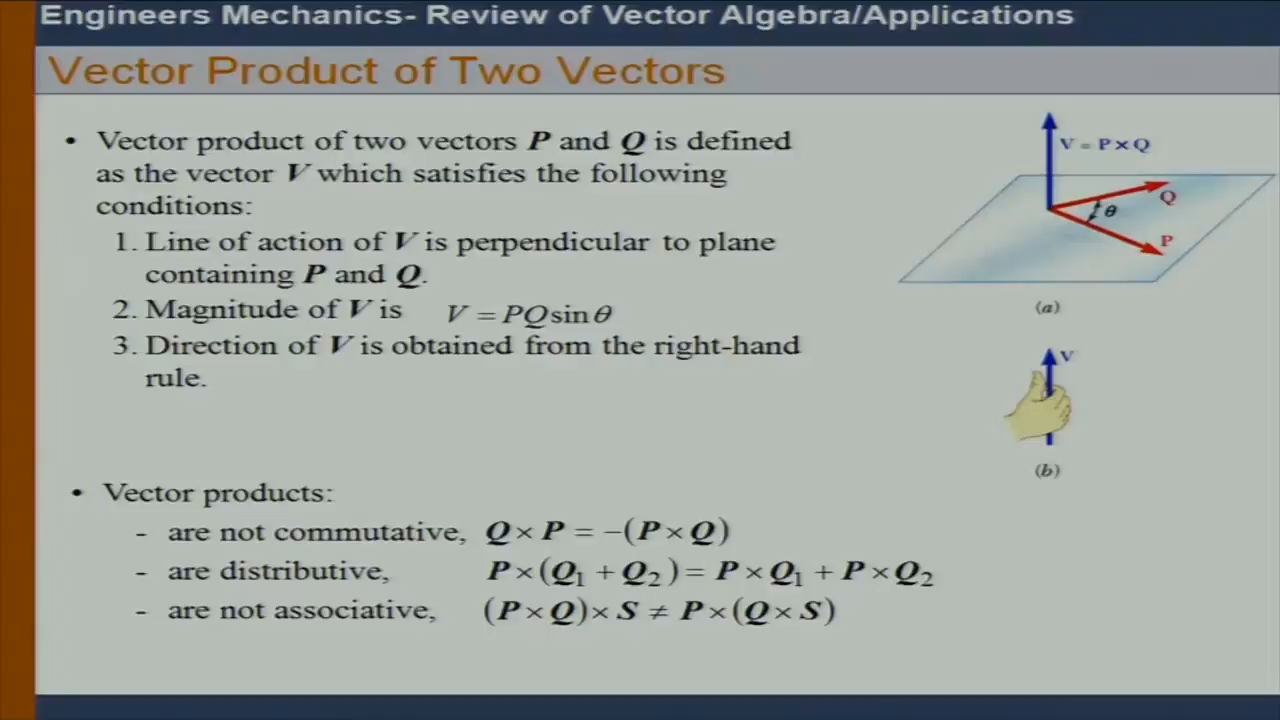 Engineers Mechanics- Review of Vector Algebra/Applications
Vector Product of Two Vectors
• Vector product of two vectors P and Q is defined
as the vector V which satisfies the following
conditions:
1. Line of action of V is perpendicular to plane
containing P and Q.
2. Magnitude of V is V = PQ sin θ
3. Direction of V is obtained from the right-hand
rule.
V = P × Q
Q
θ
P
(a)
V
(b)
• Vector products:
- are not commutative, Q × P = −(P × Q)
- are distributive, P × (Q₁ + Q₂) = P × Q₁ + P × Q₂
- are not associative, (P × Q) × S ≠ P × (Q × S)